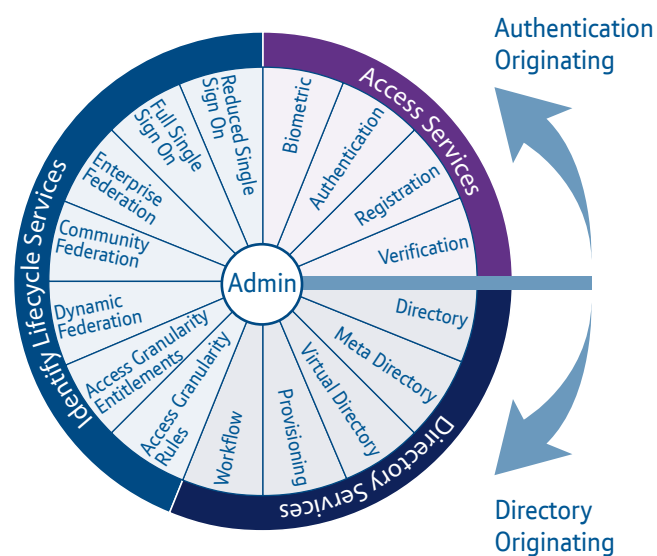 Authentication
Originating
Access Services
Biometric
Authentication
Registration
Verification
Directory Services
Directory
Meta Directory
Virtual Directory
Provisioning
Workflow
Identify Lifecycle Services
Access Granularity
Rules
Access Granularity
Entitlements
Dynamic
Federation
Community
Federation
Enterprise
Federation
Full Single
Sign On
Reduced Single
Sign On
Admin
Directory
Originating